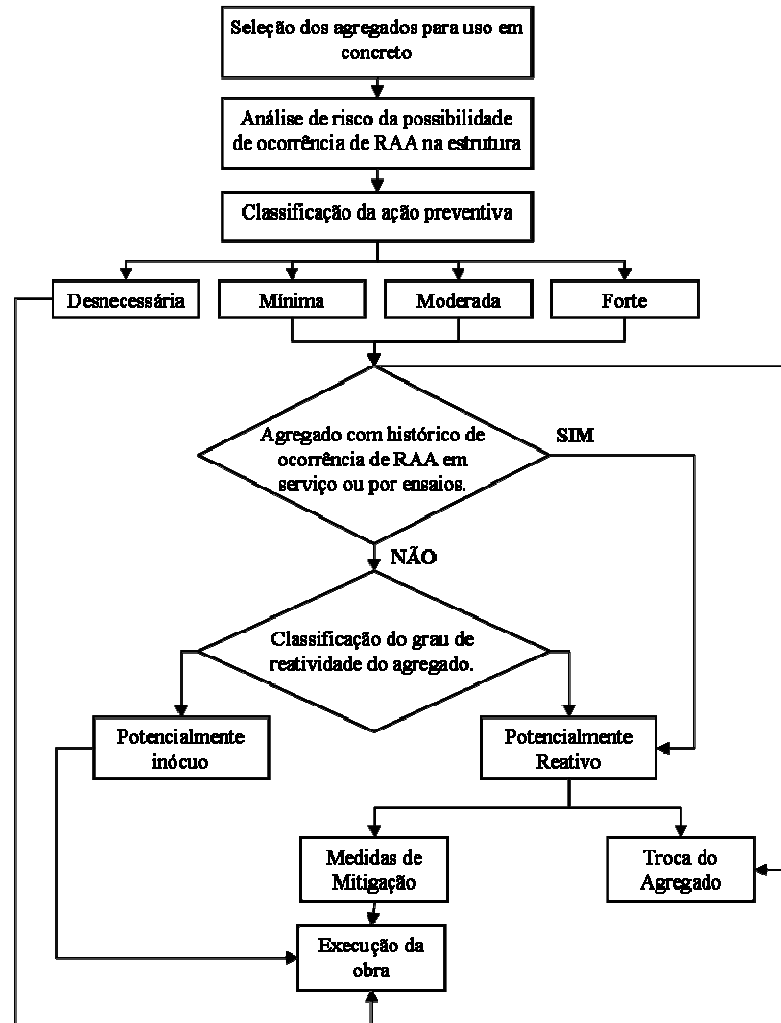 Seleção dos agregados para uso em
concreto
Análise de risco da possibilidade
de ocorrência de RAA na estrutura
Classificação da ação preventiva
Desnecessária
Mínima
Moderada
Forte
Agregado com histórico de
ocorrência de RAA em
serviço ou por ensaios.
SIM
NÃO
Classificação do grau de
reatividade do agregado.
Potencialmente
inócuo
Potencialmente
Reativo
Medidas de
Mitigação
Troca do
Agregado
Execução da
obra